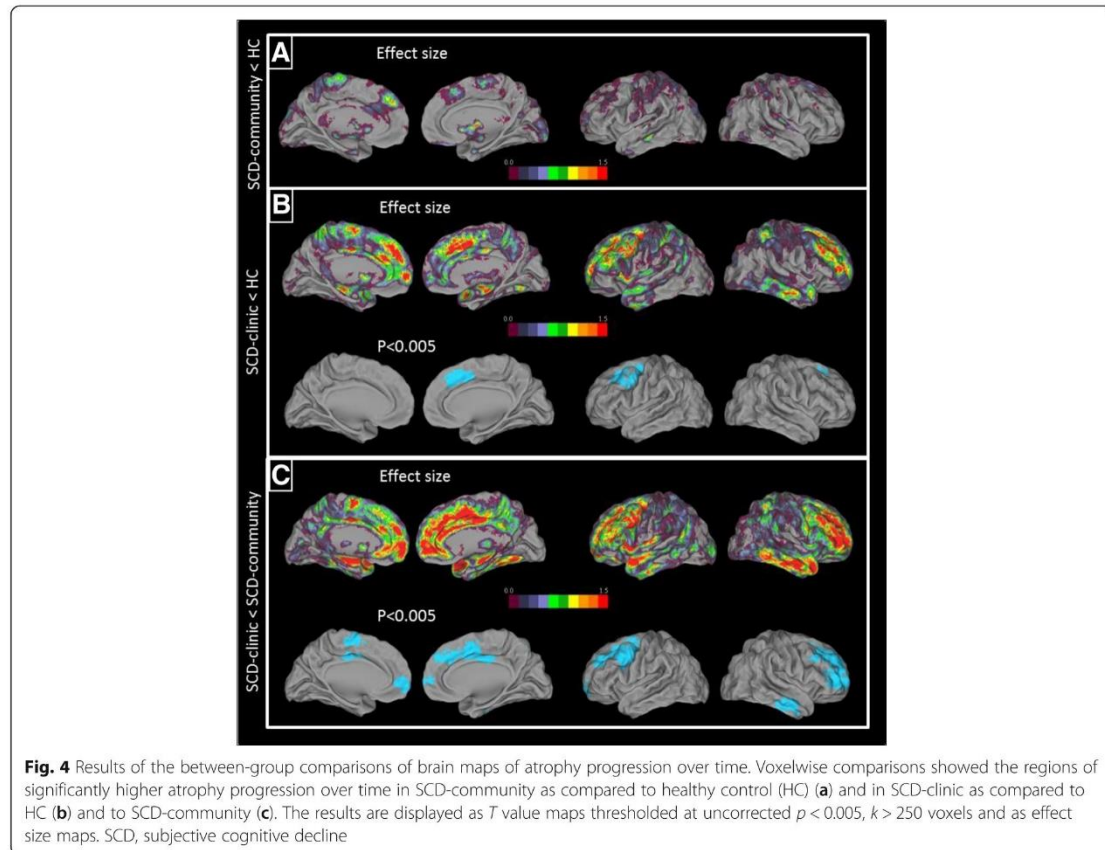 A
Effect size
SCD-community < HC
0.0 1.5
B
Effect size
SCD-clinic < HC
0.0 1.5
P<0.005
C
Effect size
SCD-clinic < SCD-community
0.0 1.5
P<0.005
Fig. 4 Results of the between-group comparisons of brain maps of atrophy progression over time. Voxelwise comparisons showed the regions of
significantly higher atrophy progression over time in SCD-community as compared to healthy control (HC) (a) and in SCD-clinic as compared to
HC (b) and to SCD-community (c). The results are displayed as T value maps thresholded at uncorrected p < 0.005, k > 250 voxels and as effect
size maps. SCD, subjective cognitive decline